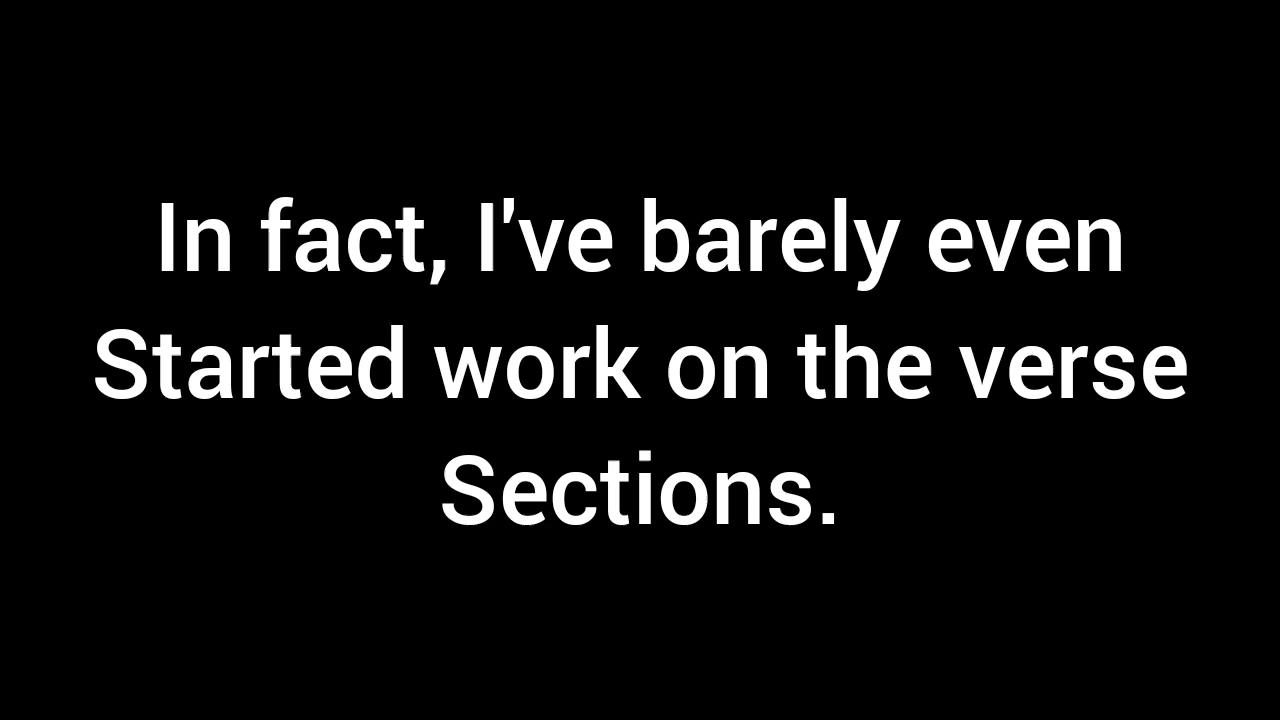 In fact, I've barely even
Started work on the verse
Sections.